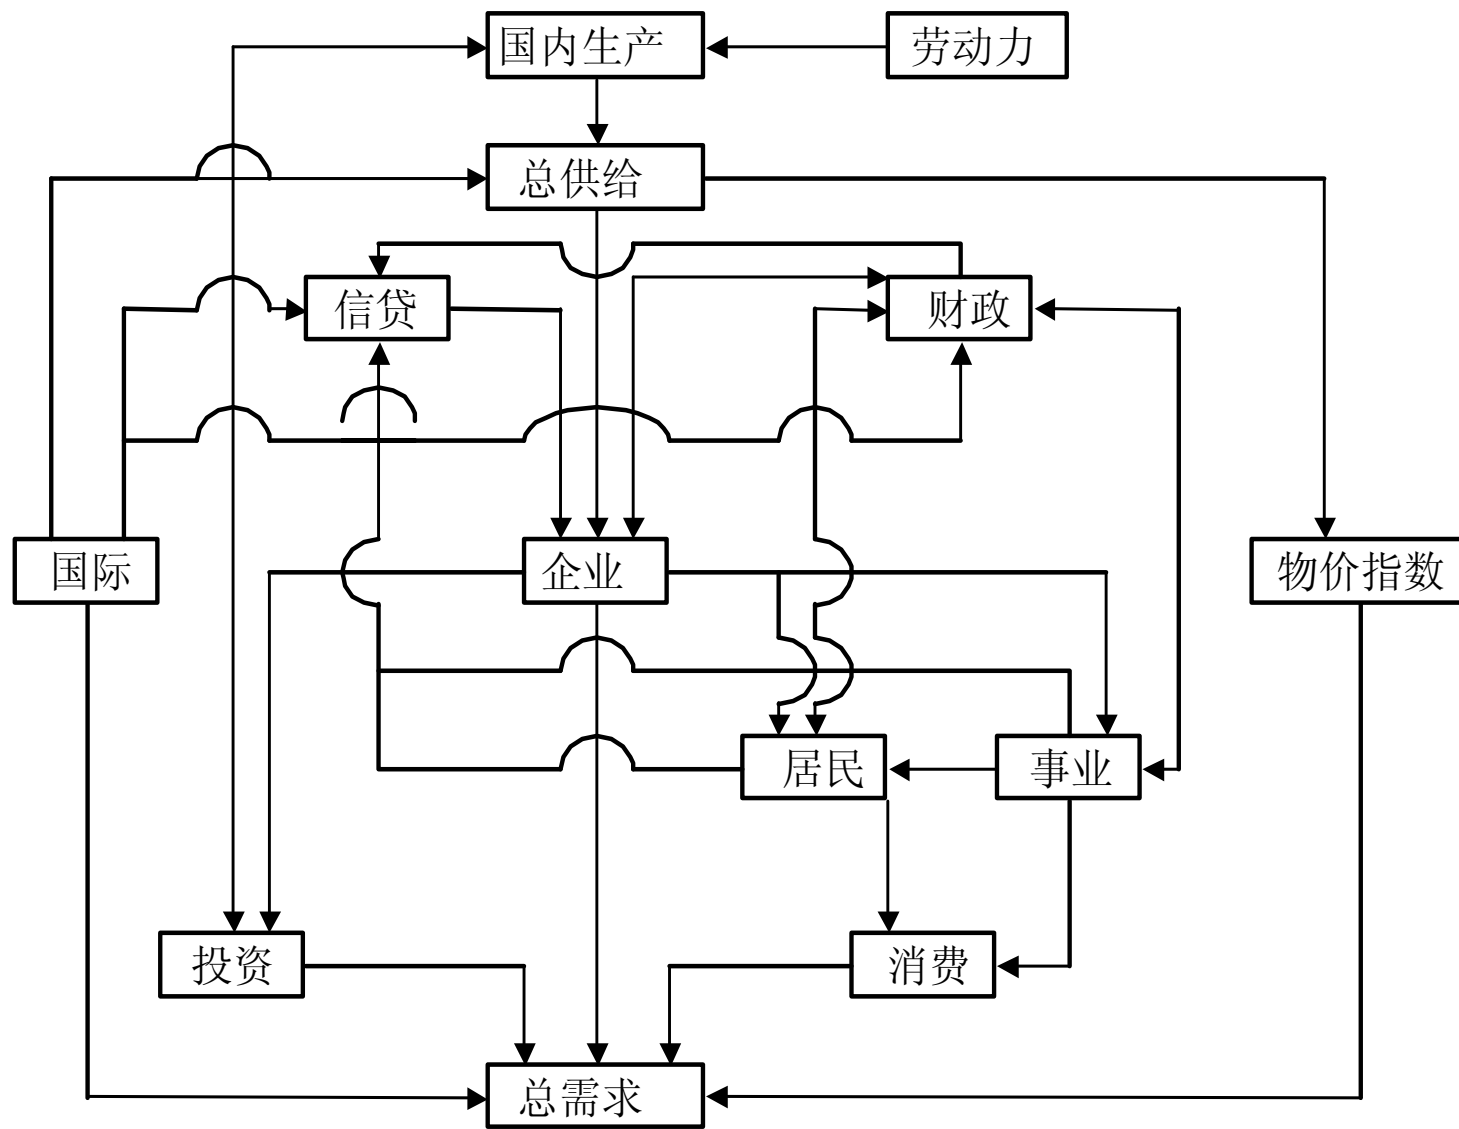 国内生产
劳动力
总供给
信贷
财政
国际
企业
物价指数
居民
事业
投资
消费
总需求